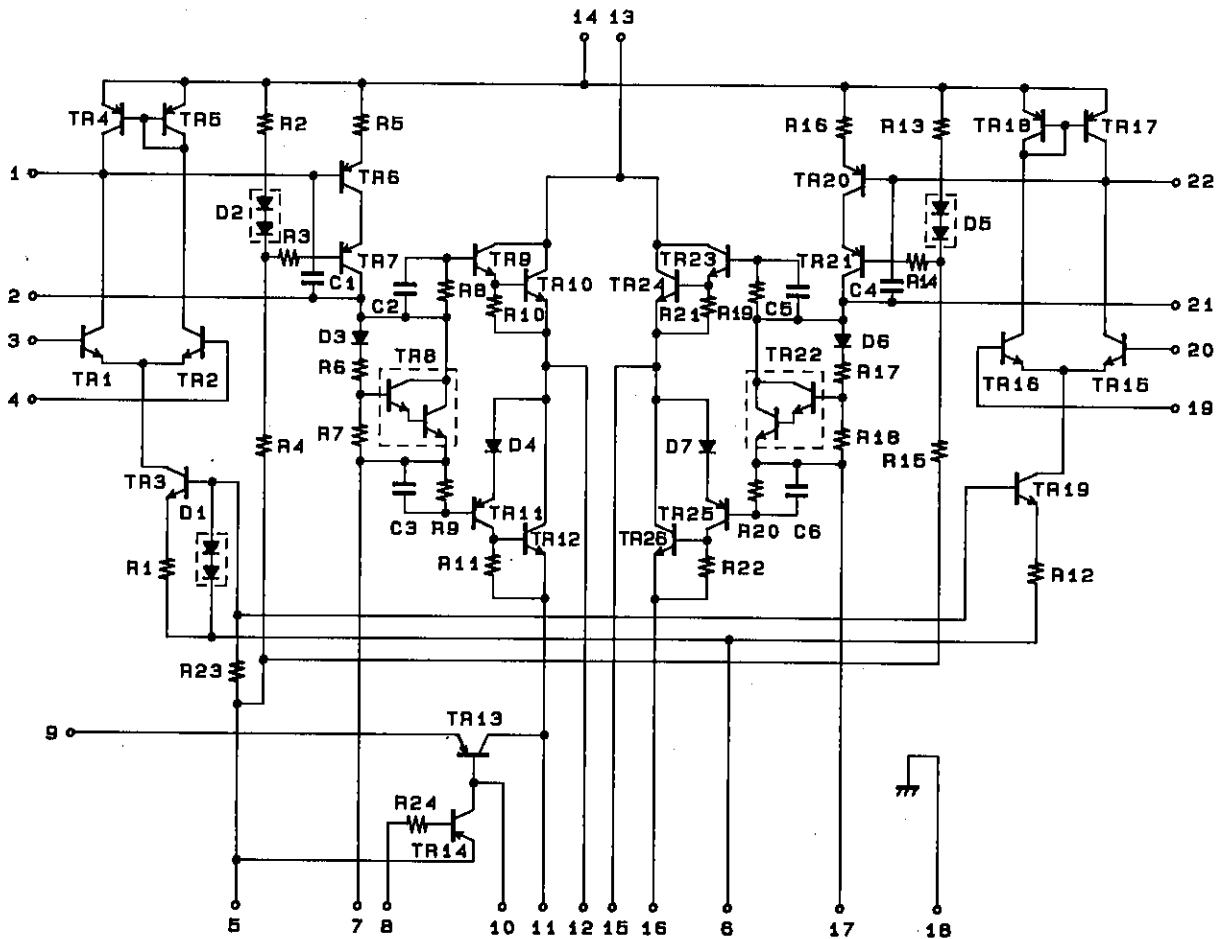 14 13
TR4 TR5 R2 R5 R16 R13 TR18 TR17
1 TR6 TR20 22
D2 R3 D5
TR7 TR9 TR23 TR21
C1 C2 R8 TR10 TR24 C5 C4 R14
2 R10 R21 R19 21
3 D3 TR8 TR22 D6 20
TR1 TR2 R6 R17 TR16 TR15
4 19
R4 R7 D4 D7 R18 R15
TR3 D1 TR19
C3 R9 TR11 TR25 R20 C6
TR12 TR26
R1 R11 R22 R12
R23
9 TR13
R24
TR14
5 7 8 10 11 12 15 16 6 17 18